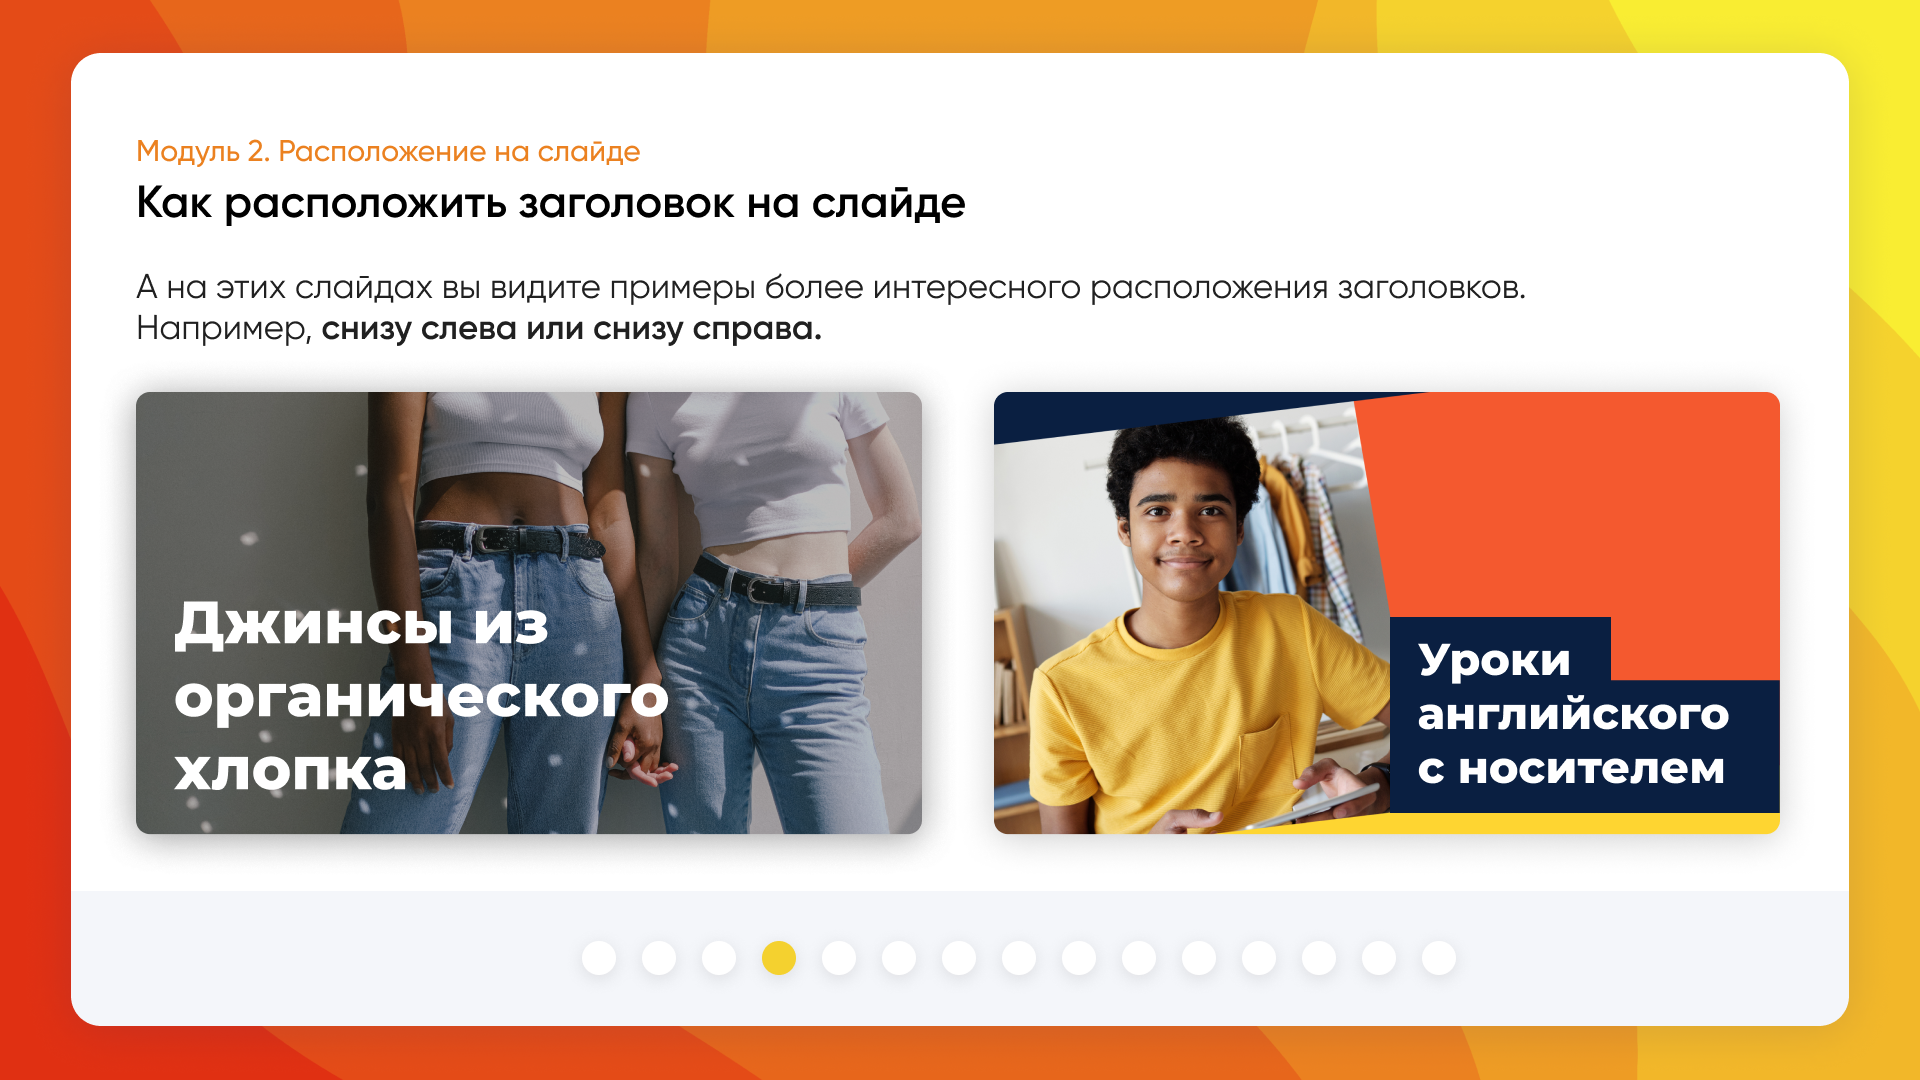 Модуль 2. Расположение на слайде
Как расположить заголовок на слайде
А на этих слайдах вы видите примеры более интересного расположения заголовков.
Например, снизу слева или снизу справа.
Джинсы из
органического
хлопка
Уроки
английского
с носителем